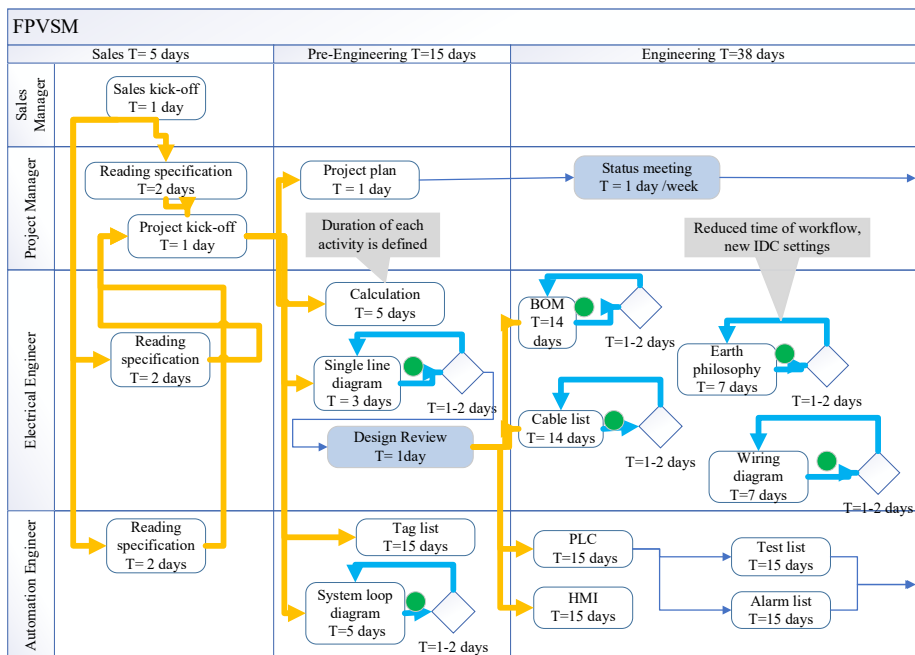 FPVSM
Sales T= 5 days
Pre-Engineering T=15days
Engineering T=38days
Sales
Manager
Sales kick-off
T= 1 day
Project Manager
Reading specification
T=2 days
Project kick-off
T= 1 day
Project plan
T= 1 day
Status meeting
T = 1 day /week
Duration of each
activity is defined
Reduced time of workflow,
new IDC settings
Electrical Engineer
Reading
specification
T= 2 days
Calculation
T= 5 days
Single line
diagram
T= 3 days
T=1-2 days
Design Review
T= 1day
BOM
T=14
days
T=1-2 days
Earth
philosophy
T= 7 days
T=1-2 days
Cable list
T= 14 days
T=1-2 days
Wiring
diagram
T=7 days
T=1-2 days
Automation Engineer
Reading
specification
T= 2 days
Tag list
T=15 days
System loop
diagram
T=5 days
T=1-2 days
PLC
T=15 days
HMI
T=15 days
Test list
T=15 days
Alarm list
T=15 days